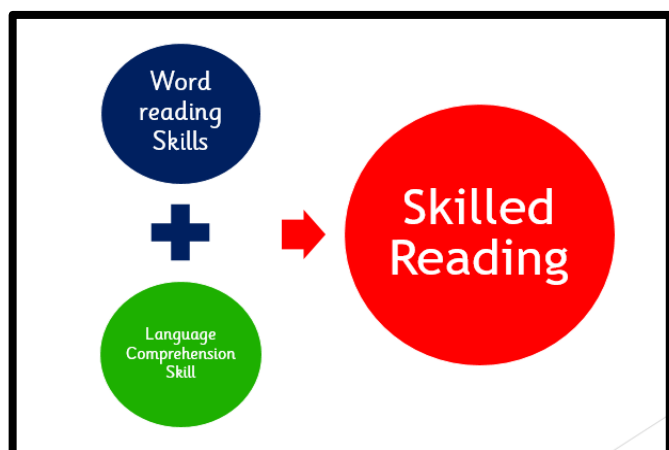 Word
reading
Skills
Language
Comprehension
Skill
Skilled
Reading